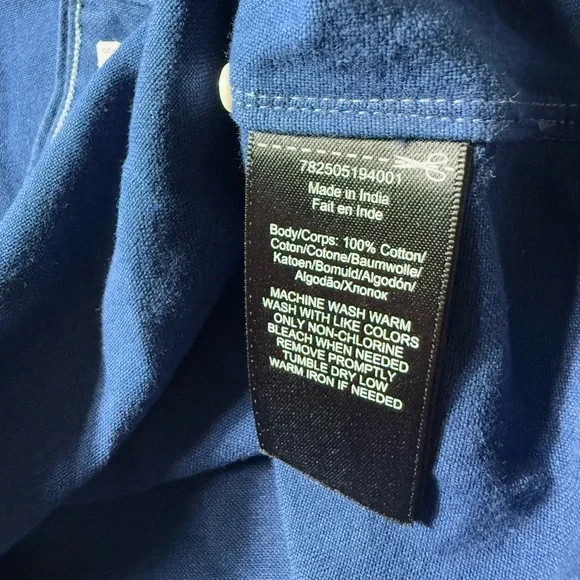 782505194001
Made in India
Fait en Inde
Body/Corps: 100% Cotton/
Coton/Cotone/Baumwolle/
Katoen/Bomuld/Algodón/
Algodão/Хлопок
MACHINE WASH WARM
WASH WITH LIKE COLORS
ONLY NON-CHLORINE
BLEACH WHEN NEEDED
REMOVE PROMPTLY
TUMBLE DRY LOW
WARM IRON IF NEEDED